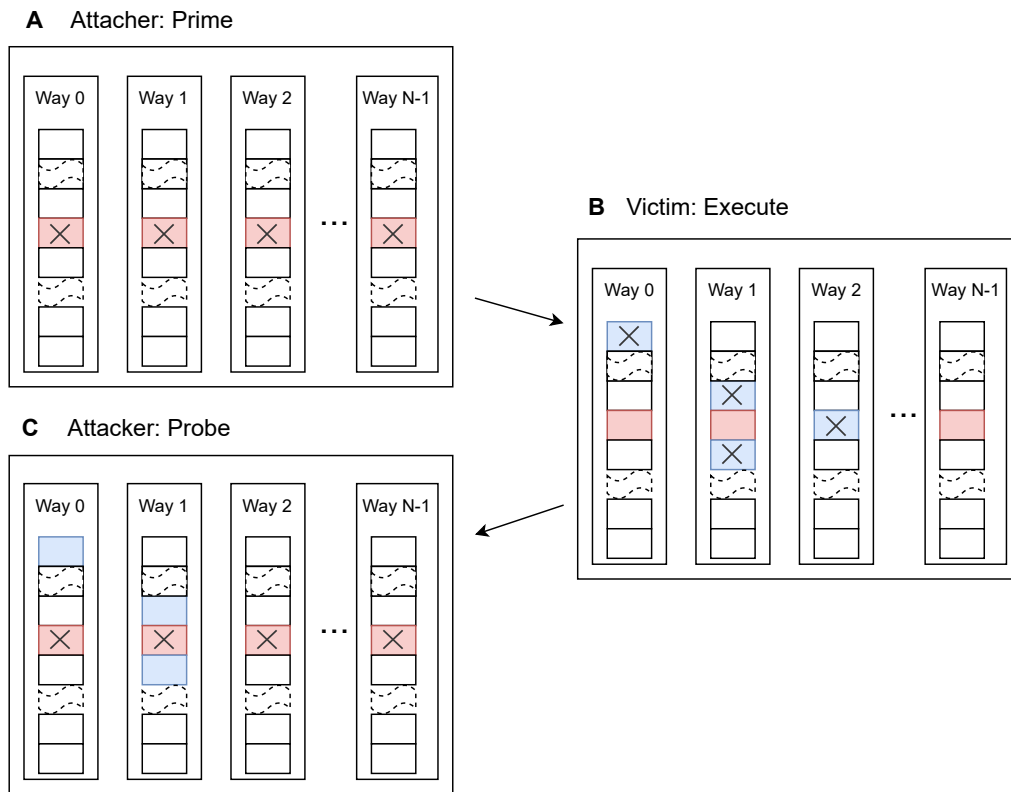 A Attacher: Prime
Way 0
Way 1
Way 2
...
Way N-1
B Victim: Execute
Way 0
Way 1
Way 2
...
Way N-1
C Attacker: Probe
Way 0
Way 1
Way 2
...
Way N-1